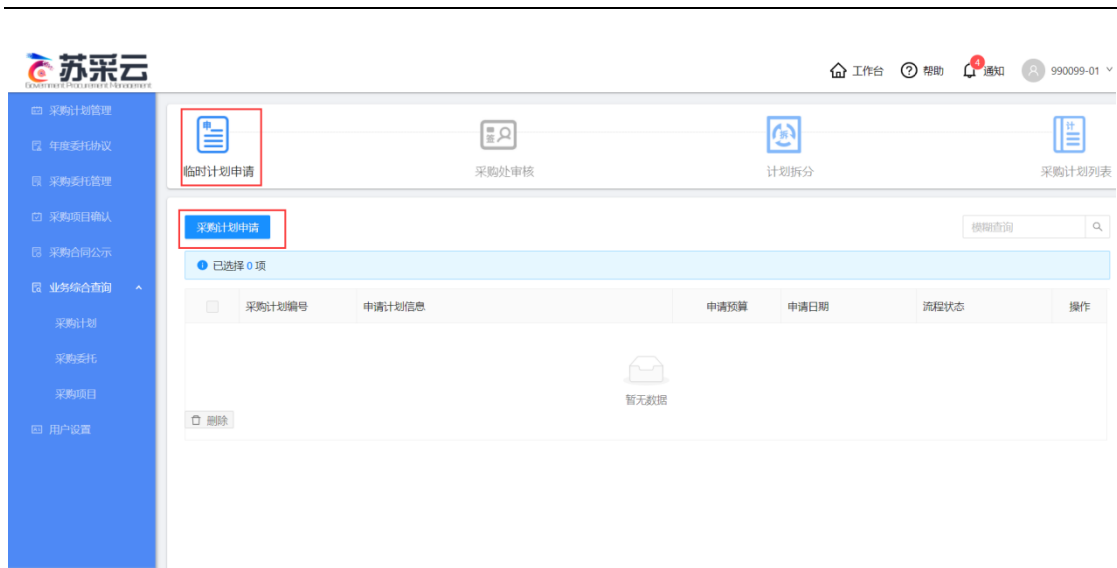 苏采云
Government Procurement Management
工作台
帮助
4
通知
990099-01
采购计划管理
年度委托协议
采购委托管理
采购项目确认
采购合同公示
业务综合查询
采购计划
采购委托
采购项目
用户设置
申
临时计划申请
签
采购处审核
拆
计划拆分
计
采购计划列表
采购计划申请
模糊查询
已选择 0 项
采购计划编号 申请计划信息 申请预算 申请日期 流程状态 操作
暂无数据
删除